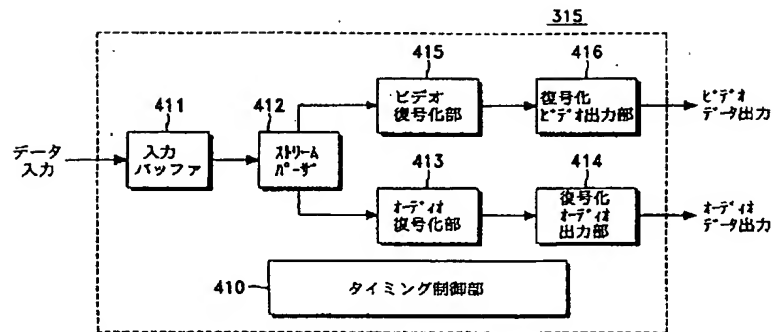 315
415
416
ビデオ
復号化部
復号化
ビデオ出力部
ビデオ
データ出力
411
412
データ
入力
入力
バッファ
ストリーム
パーザ
413
414
オーディオ
復号化部
復号化
オーディオ
出力部
オーディオ
データ出力
410
タイミング制御部